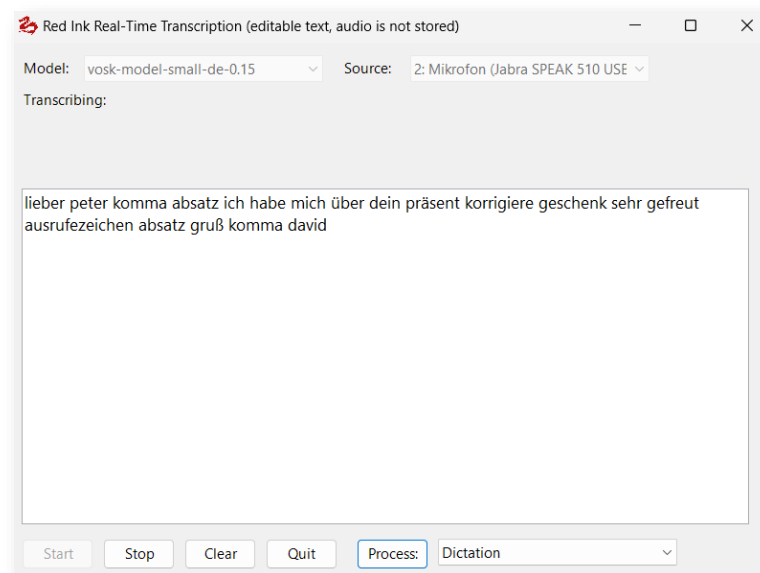 Red Ink Real-Time Transcription (editable text, audio is not stored)
Model: vosk-model-small-de-0.15 Source: 2: Mikrofon (Jabra SPEAK 510 USE
Transcribing:
lieber peter komma absatz ich habe mich über dein präsent korrigiere geschenk sehr gefreut
ausrufezeichen absatz gruß komma david
Start Stop Clear Quit Process: Dictation